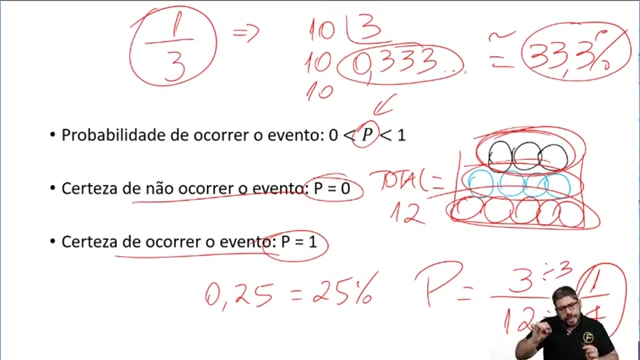 1/3 ⇒ 10 | 3
10 0,333... ≅ 33,3%
10
• Probabilidade de ocorrer o evento: 0 < P < 1
• Certeza de não ocorrer o evento: P = 0
TOTAL =
12
• Certeza de ocorrer o evento: P = 1
0,25 = 25%
P = 3 ÷3 / 12 ÷ 1